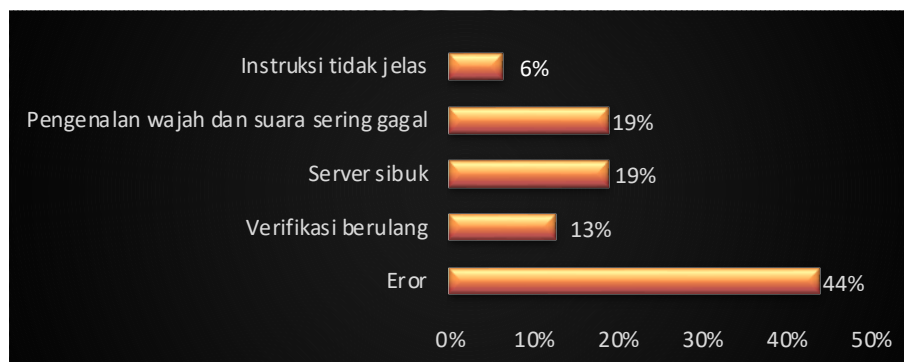 Instruksi tidak jelas 6%
Pengenalan wajah dan suara sering gagal 19%
Server sibuk 19%
Verifikasi berulang 13%
Eror 44%
0% 10% 20% 30% 40% 50%